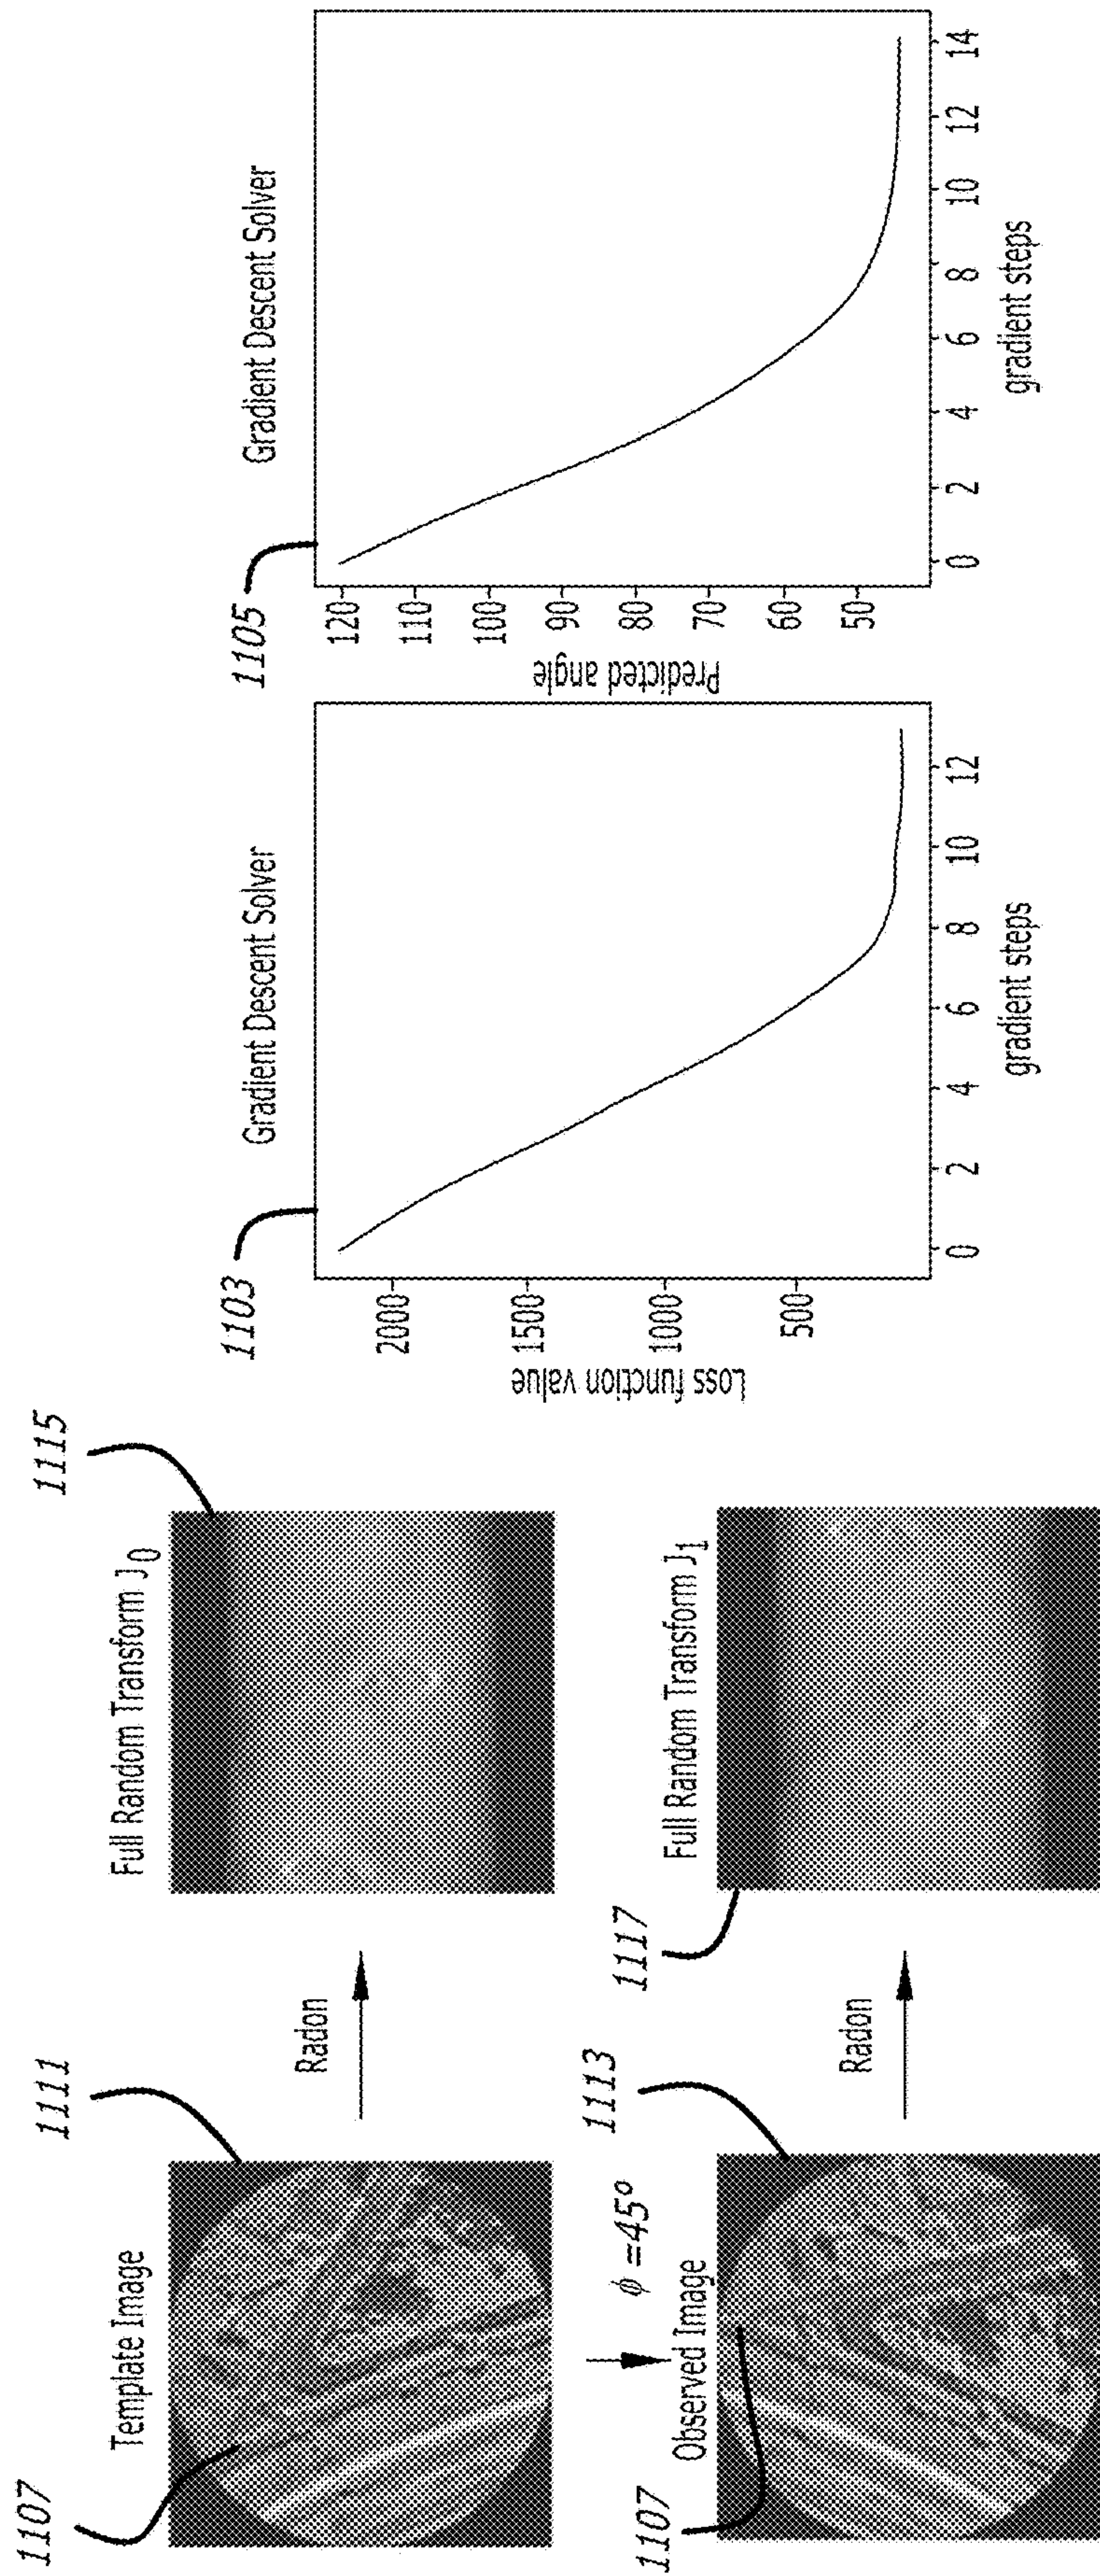 1107
Template Image
1111
Radon
Full Random Transform J0
1115
ϕ =45°
1107
Observed Image
1113
Radon
1117
Full Random Transform J1
1103
Gradient Descent Solver
Loss function value
2000
1500
1000
500
0 2 4 6 8 10 12
gradient steps
1105
Gradient Descent Solver
Predicted angle
120
110
100
90
80
70
60
50
0 2 4 6 8 10 12 14
gradient steps